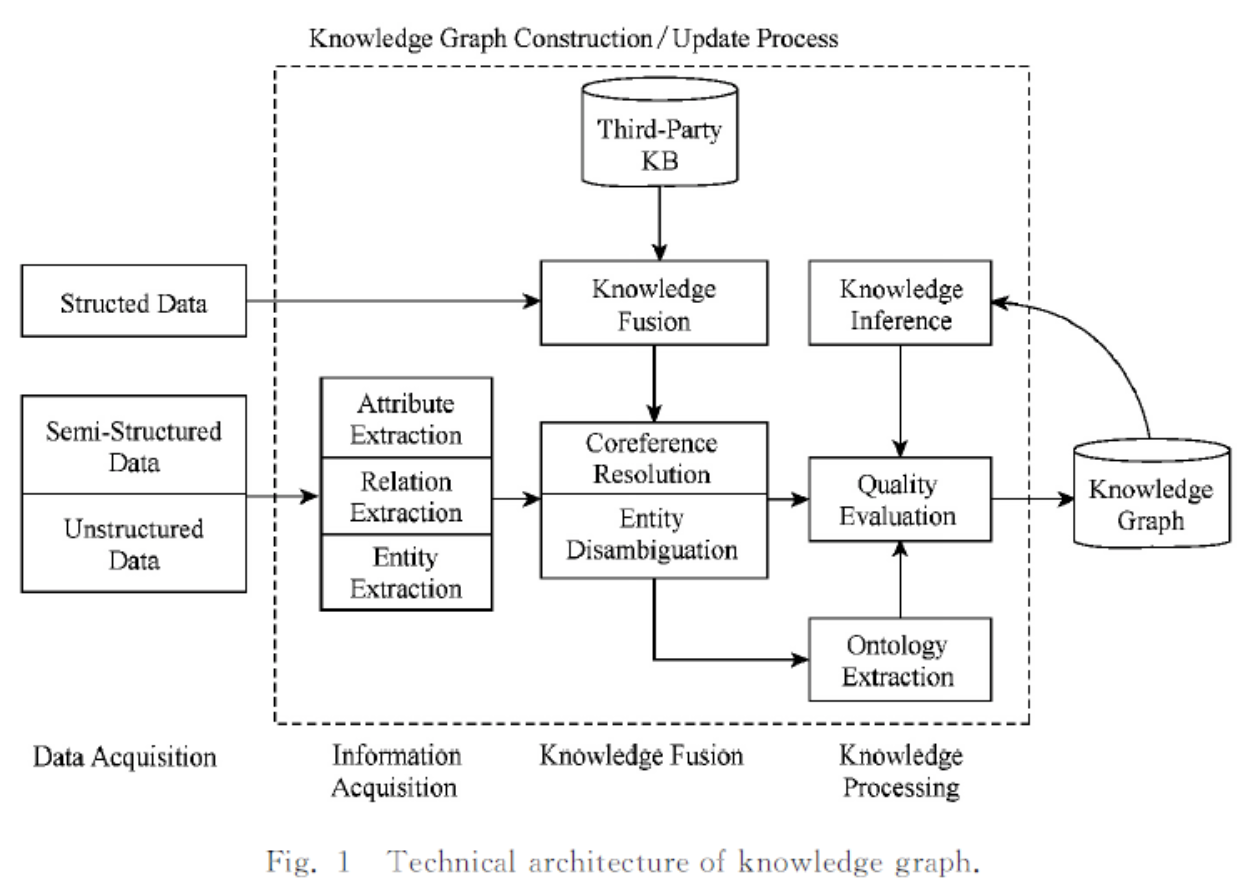 Knowledge Graph Construction/Update Process
Third-Party
KB
Structed Data
Knowledge
Fusion
Knowledge
Inference
Semi-Structured
Data
Unstructured
Data
Attribute
Extraction
Relation
Extraction
Entity
Extraction
Coreference
Resolution
Entity
Disambiguation
Quality
Evaluation
Knowledge
Graph
Ontology
Extraction
Data Acquisition
Information
Acquisition
Knowledge Fusion
Knowledge
Processing
Fig. 1 Technical architecture of knowledge graph.